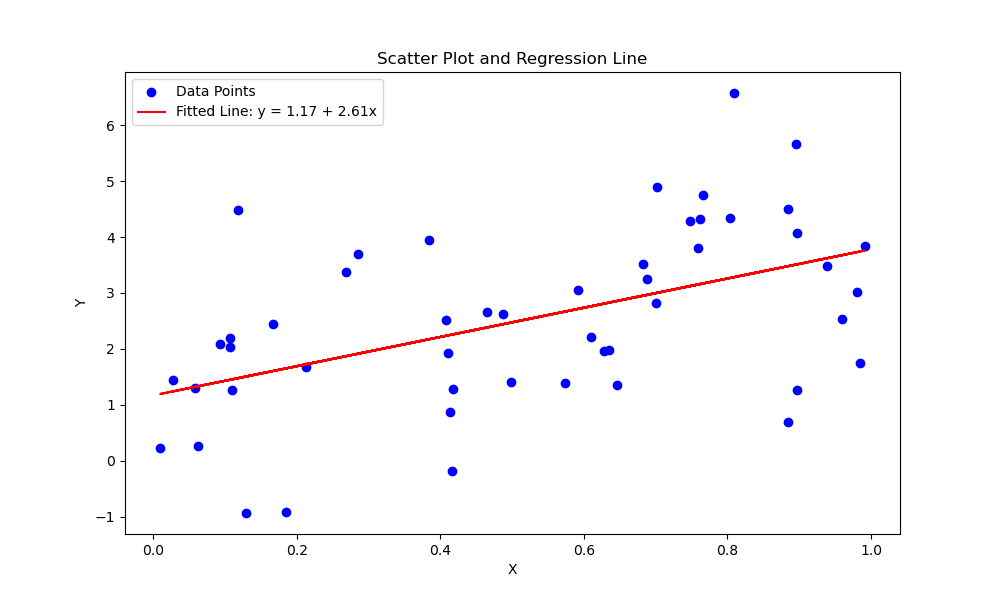 Scatter Plot and Regression Line
Data Points
Fitted Line: y = 1.17 + 2.61x
Y
6
5
4
3
2
1
0
−1
0.0 0.2 0.4 0.6 0.8 1.0
X